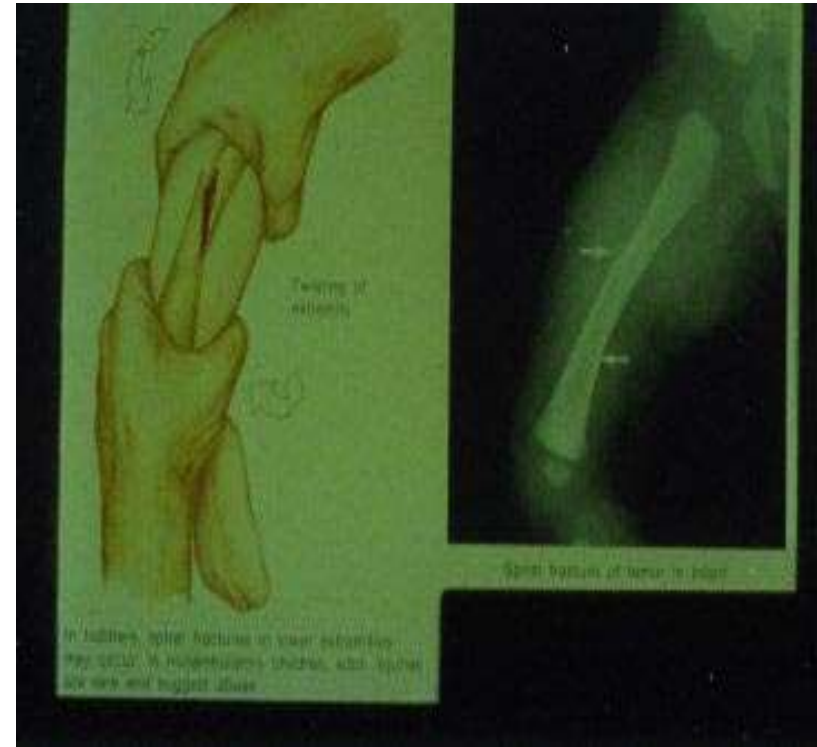 Twisting of
extremity
Spiral fracture of femur in infant
In toddlers, spiral fractures in lower extremities
may occur. In nonambulatory children, such injuries
are rare and suggest abuse